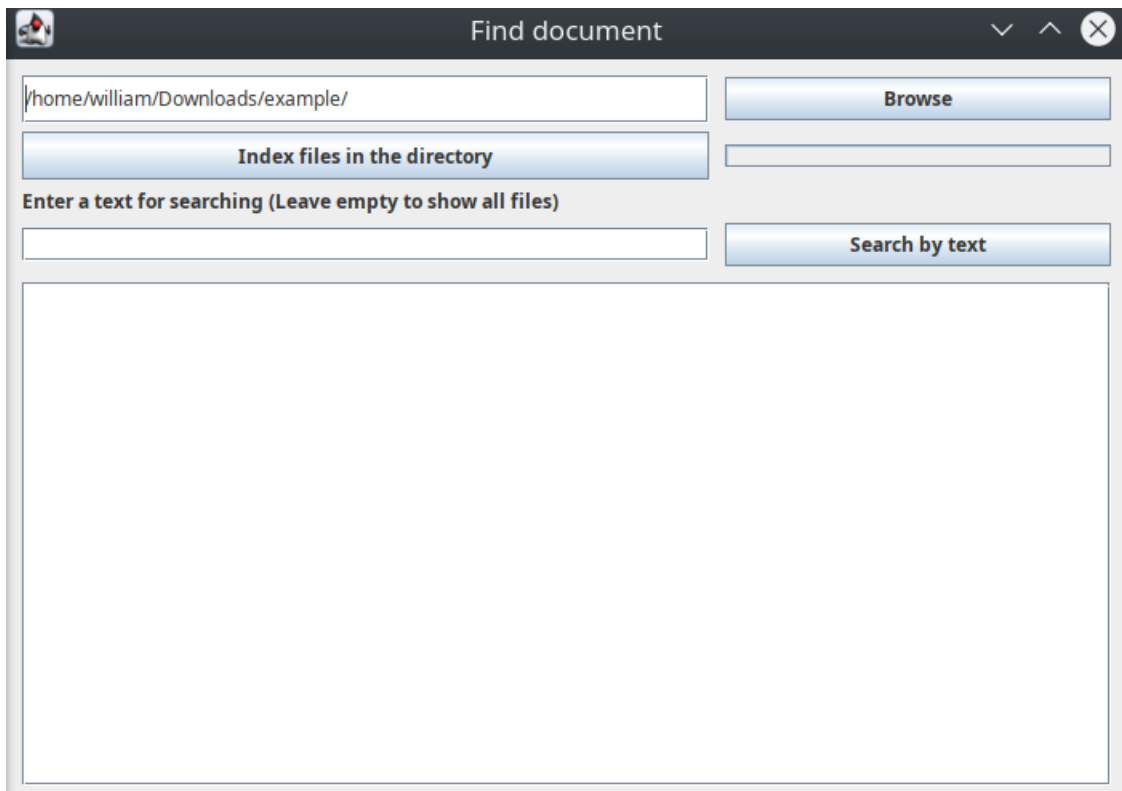 Find document
/home/william/Downloads/example/
Browse
Index files in the directory
Enter a text for searching (Leave empty to show all files)
Search by text